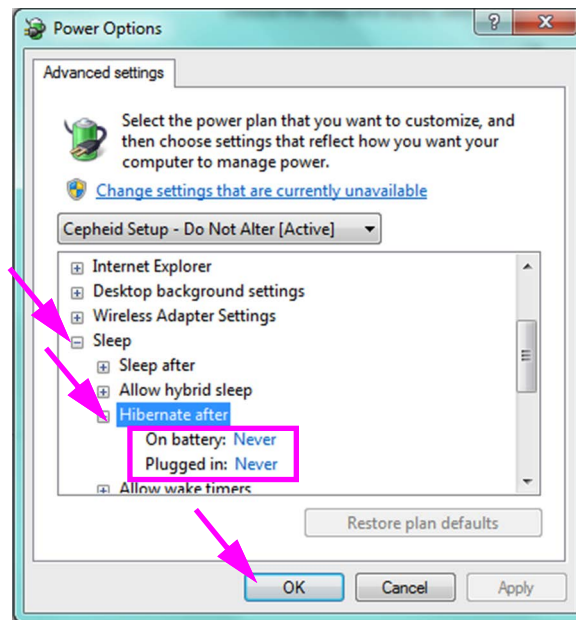 Power Options
Advanced settings
Select the power plan that you want to customize, and
then choose settings that reflect how you want your
computer to manage power.
Change settings that are currently unavailable
Cepheid Setup - Do Not Alter [Active]
Internet Explorer
Desktop background settings
Wireless Adapter Settings
Sleep
Sleep after
Allow hybrid sleep
Hibernate after
On battery: Never
Plugged in: Never
Allow wake timers
Restore plan defaults
OK Cancel Apply